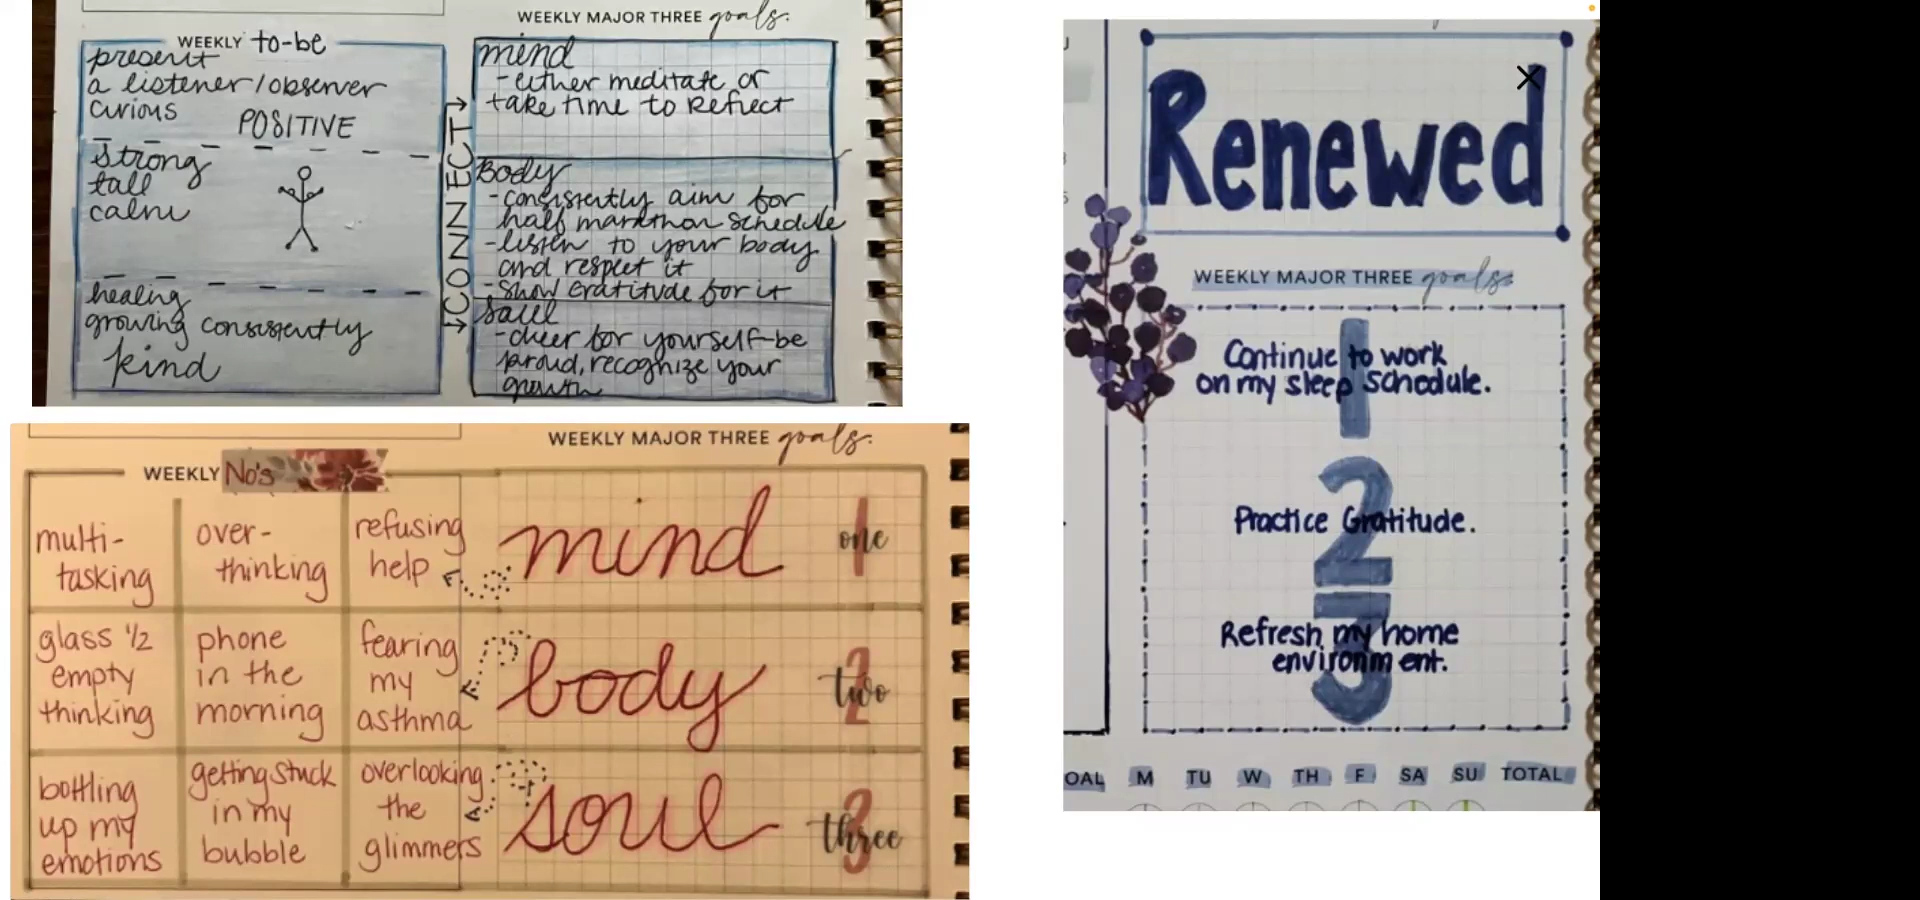 WEEKLY to-be
present
a listener/observer
curious
POSITIVE
strong
tall
calm
healing
growing consistently
kind
CONNECT
WEEKLY MAJOR THREE goals.
mind
- either meditate or
take time to Reflect
Body
- consistently aim for
half marathon schedule
- listen to your body
and respect it
- show Gratitude for it
Soul
- cheer for yourself-be
proud, recognize your
growth
WEEKLY No's
multi-
tasking
over-
thinking
refusing
help
glass 1/2
empty
thinking
phone
in the
morning
fearing
my
asthma
bottling
up my
emotions
getting stuck
in my
bubble
overlooking
the
glimmers
WEEKLY MAJOR THREE goals.
mind
1 one
body
2 two
soul
3 three
Renewed
WEEKLY MAJOR THREE goals.
1
Continue to work
on my sleep schedule.
2
Practice Gratitude.
3
Refresh my home
environment.
OAL M TU W TH F SA SU TOTAL